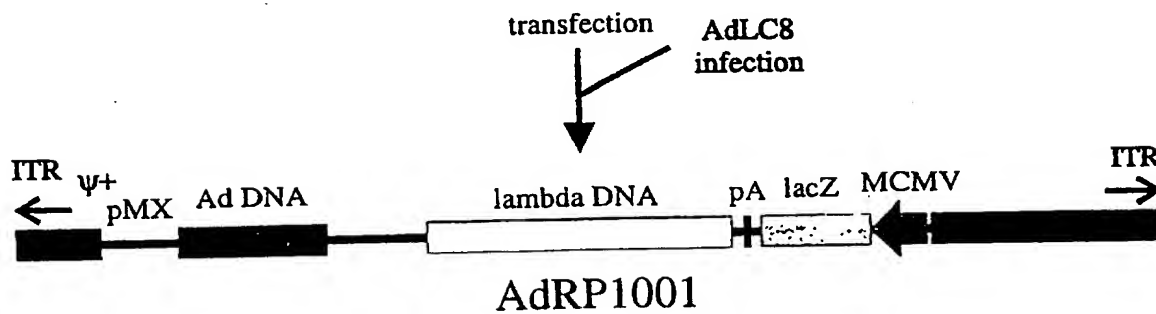 transfection
AdLC8
infection
ITR
ψ+
pMX
Ad DNA
lambda DNA
pA
lacZ
MCMV
ITR
AdRP1001